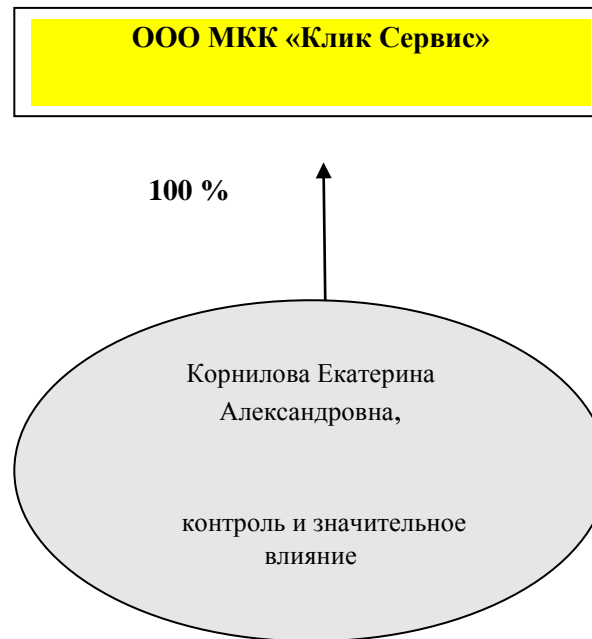 ООО МКК «Клик Сервис»
100 %
Корнилова Екатерина
Александровна,
контроль и значительное
влияние